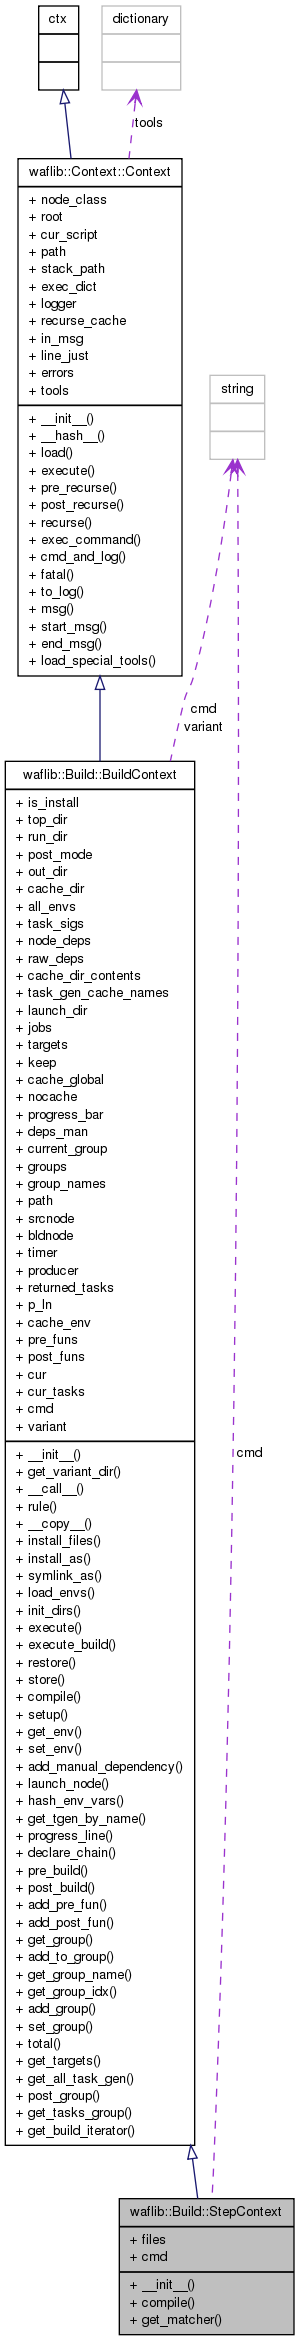 ctx
dictionary
tools
waflib::Context::Context
+ node_class
+ root
+ cur_script
+ path
+ stack_path
+ exec_dict
+ logger
+ recurse_cache
+ in_msg
+ line_just
+ errors
+ tools
+ __init__()
+ __hash__()
+ load()
+ execute()
+ pre_recurse()
+ post_recurse()
+ recurse()
+ exec_command()
+ cmd_and_log()
+ fatal()
+ to_log()
+ msg()
+ start_msg()
+ end_msg()
+ load_special_tools()
string
cmd
variant
waflib::Build::BuildContext
+ is_install
+ top_dir
+ run_dir
+ post_mode
+ out_dir
+ cache_dir
+ all_envs
+ task_sigs
+ node_deps
+ raw_deps
+ cache_dir_contents
+ task_gen_cache_names
+ launch_dir
+ jobs
+ targets
+ keep
+ cache_global
+ nocache
+ progress_bar
+ deps_man
+ current_group
+ groups
+ group_names
+ path
+ srcnode
+ bldnode
+ timer
+ producer
+ returned_tasks
+ p_ln
+ cache_env
+ pre_funs
+ post_funs
+ cur
+ cur_tasks
+ cmd
+ variant
+ __init__()
+ get_variant_dir()
+ __call__()
+ rule()
+ __copy__()
+ install_files()
+ install_as()
+ symlink_as()
+ load_envs()
+ init_dirs()
+ execute()
+ execute_build()
+ restore()
+ store()
+ compile()
+ setup()
+ get_env()
+ set_env()
+ add_manual_dependency()
+ launch_node()
+ hash_env_vars()
+ get_tgen_by_name()
+ progress_line()
+ declare_chain()
+ pre_build()
+ post_build()
+ add_pre_fun()
+ add_post_fun()
+ get_group()
+ add_to_group()
+ get_group_name()
+ get_group_idx()
+ add_group()
+ set_group()
+ total()
+ get_targets()
+ get_all_task_gen()
+ post_group()
+ get_tasks_group()
+ get_build_iterator()
cmd
waflib::Build::StepContext
+ files
+ cmd
+ __init__()
+ compile()
+ get_matcher()